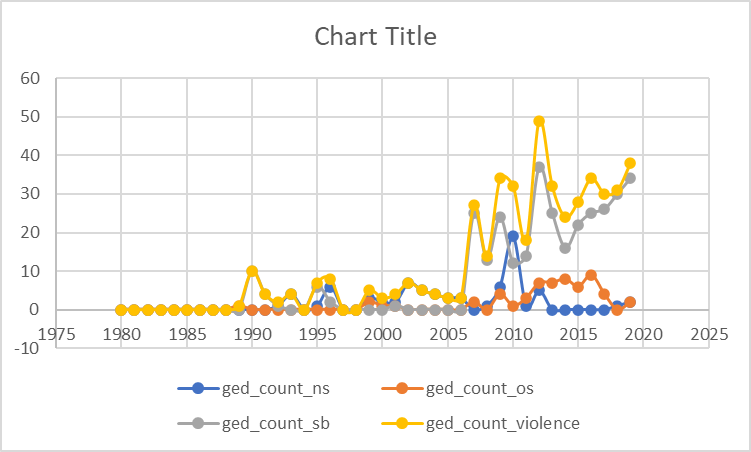 Chart Title
60
50
40
30
20
10
0
-10
1975 1980 1985 1990 1995 2000 2005 2010 2015 2020 2025
ged_count_ns ged_count_os
ged_count_sb ged_count_violence